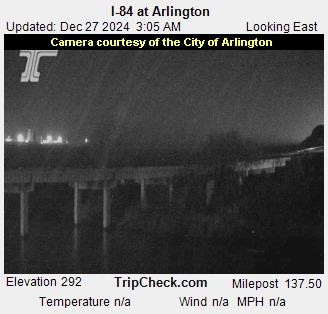 I-84 at Arlington
Updated: Dec 27 2024 3:05 AM Looking East
Camera courtesy of the City of Arlington
Elevation 292 TripCheck.com Milepost 137.50
Temperature n/a Wind n/a MPH n/a